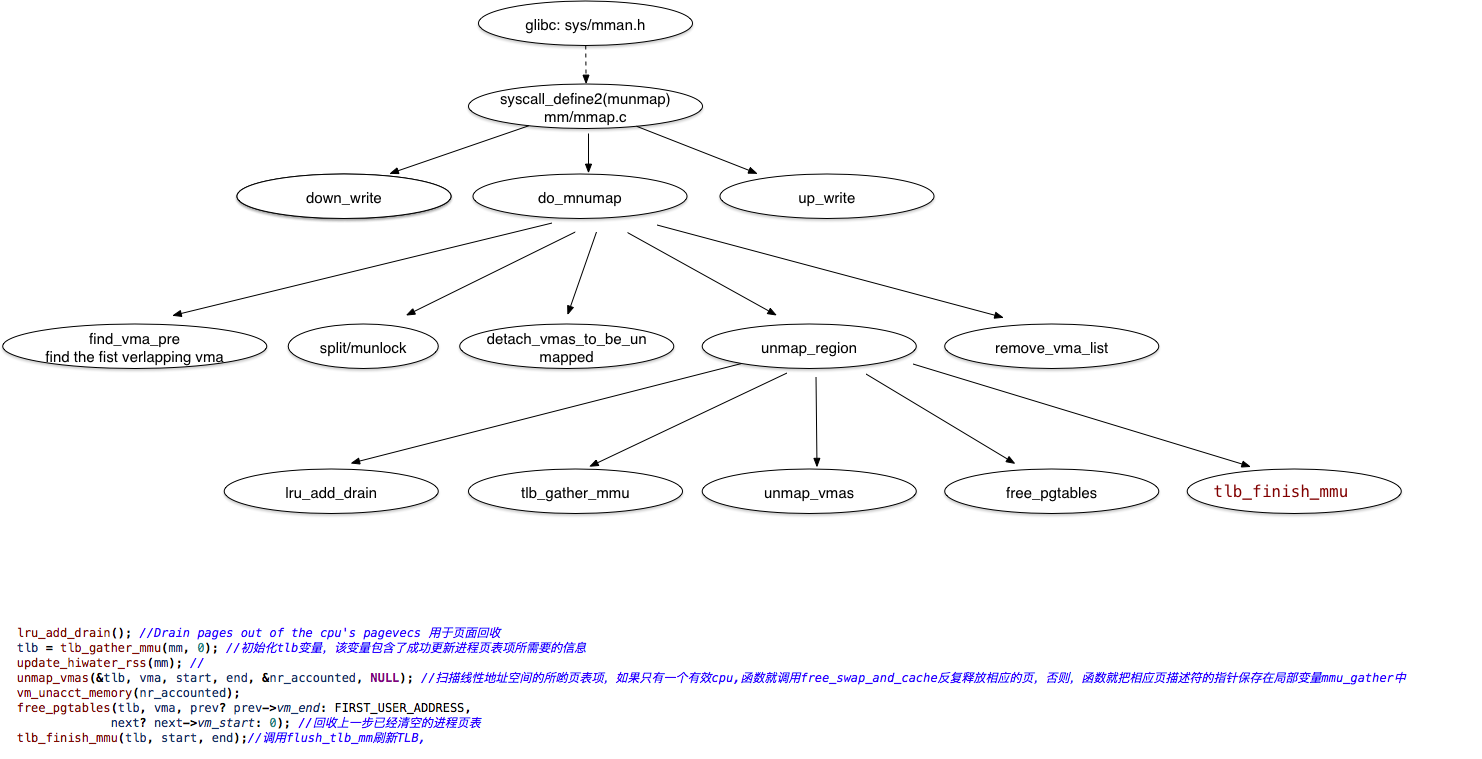 glibc: sys/mman.h
syscall_define2(munmap)
mm/mmap.c
down_write
do_mnumap
up_write
find_vma_pre
find the fist verlapping vma
split/munlock
detach_vmas_to_be_un
mapped
unmap_region
remove_vma_list
lru_add_drain
tlb_gather_mmu
unmap_vmas
free_pgtables
tlb_finish_mmu
lru_add_drain(); //Drain pages out of the cpu's pagevecs 用于页面回收
tlb = tlb_gather_mmu(mm, 0); //初始化tlb变量，该变量包含了成功更新进程页表项所需要的信息
update_hiwater_rss(mm); //
unmap_vmas(&tlb, vma, start, end, &nr_accounted, NULL); //扫描线性地址空间的所哟页表项，如果只有一个有效cpu,函数就调用free_swap_and_cache反复释放相应的页，否则，函数就把相应页描述符的指针保存在局部变量mmu_gather中
vm_unacct_memory(nr_accounted);
free_pgtables(tlb, vma, prev? prev->vm_end: FIRST_USER_ADDRESS,
next? next->vm_start: 0); //回收上一步已经清空的进程页表
tlb_finish_mmu(tlb, start, end);//调用flush_tlb_mm刷新TLB,